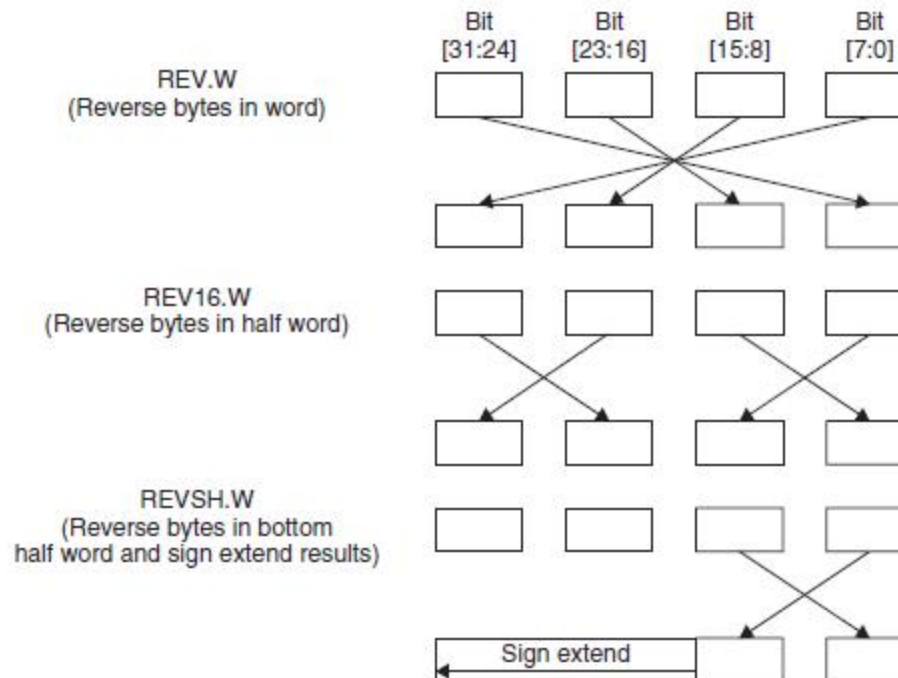 Bit Bit Bit Bit
[31:24] [23:16] [15:8] [7:0]
REV.W
(Reverse bytes in word)
REV16.W
(Reverse bytes in half word)
REVSH.W
(Reverse bytes in bottom
half word and sign extend results)
Sign extend